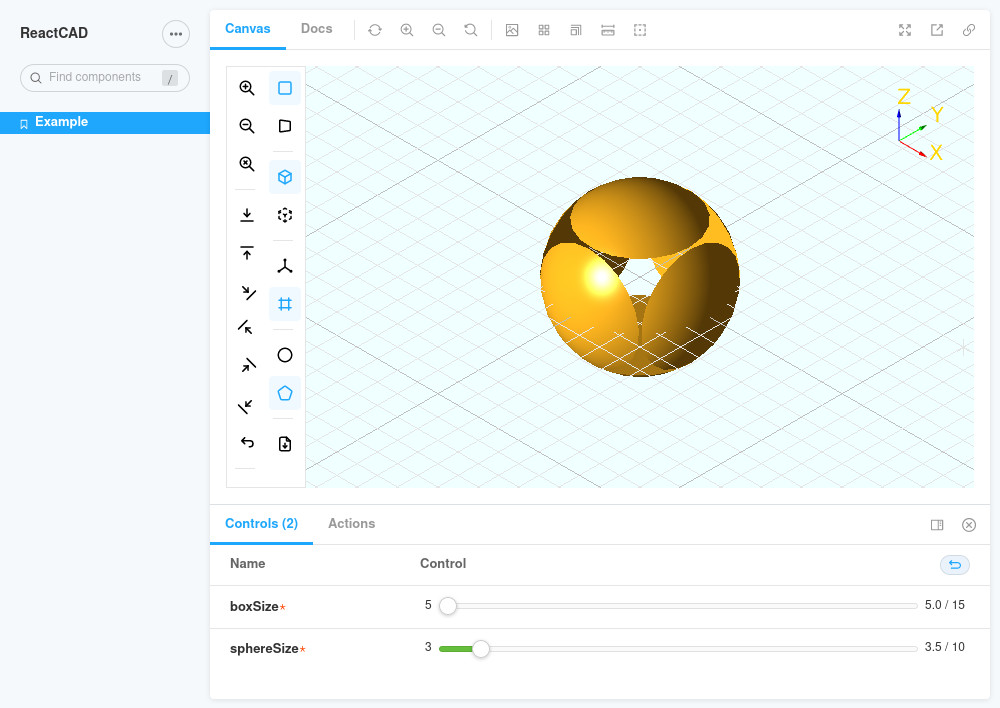 ReactCAD
Find components /
Example
Canvas Docs
Z
Y
X
Controls (2) Actions
Name Control
boxSize* 5 5.0 / 15
sphereSize* 3 3.5 / 10